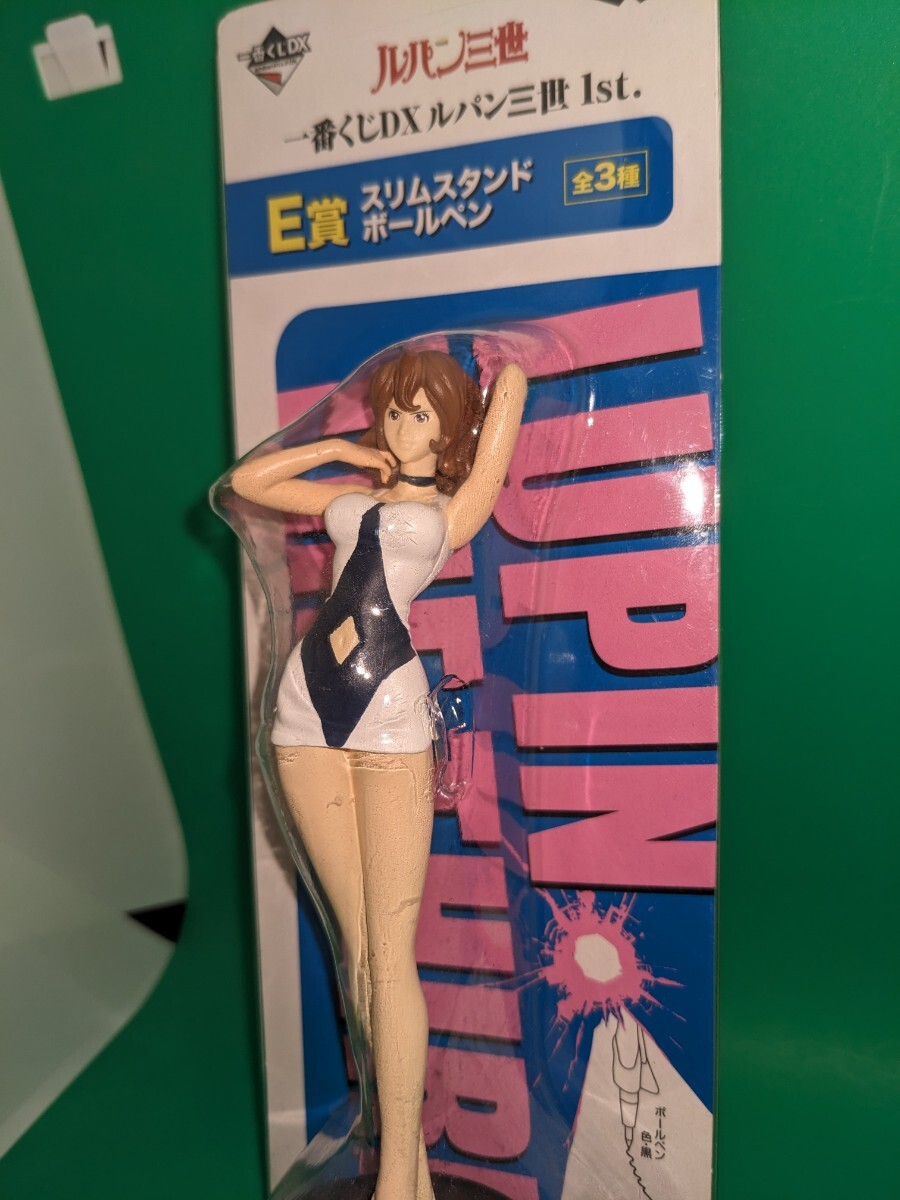 一番くじDX
ルパン三世
一番くじDX ルパン三世 1st.
E賞
スリムスタンド
ボールペン
全3種
LUPIN
ボールペン
色・黒